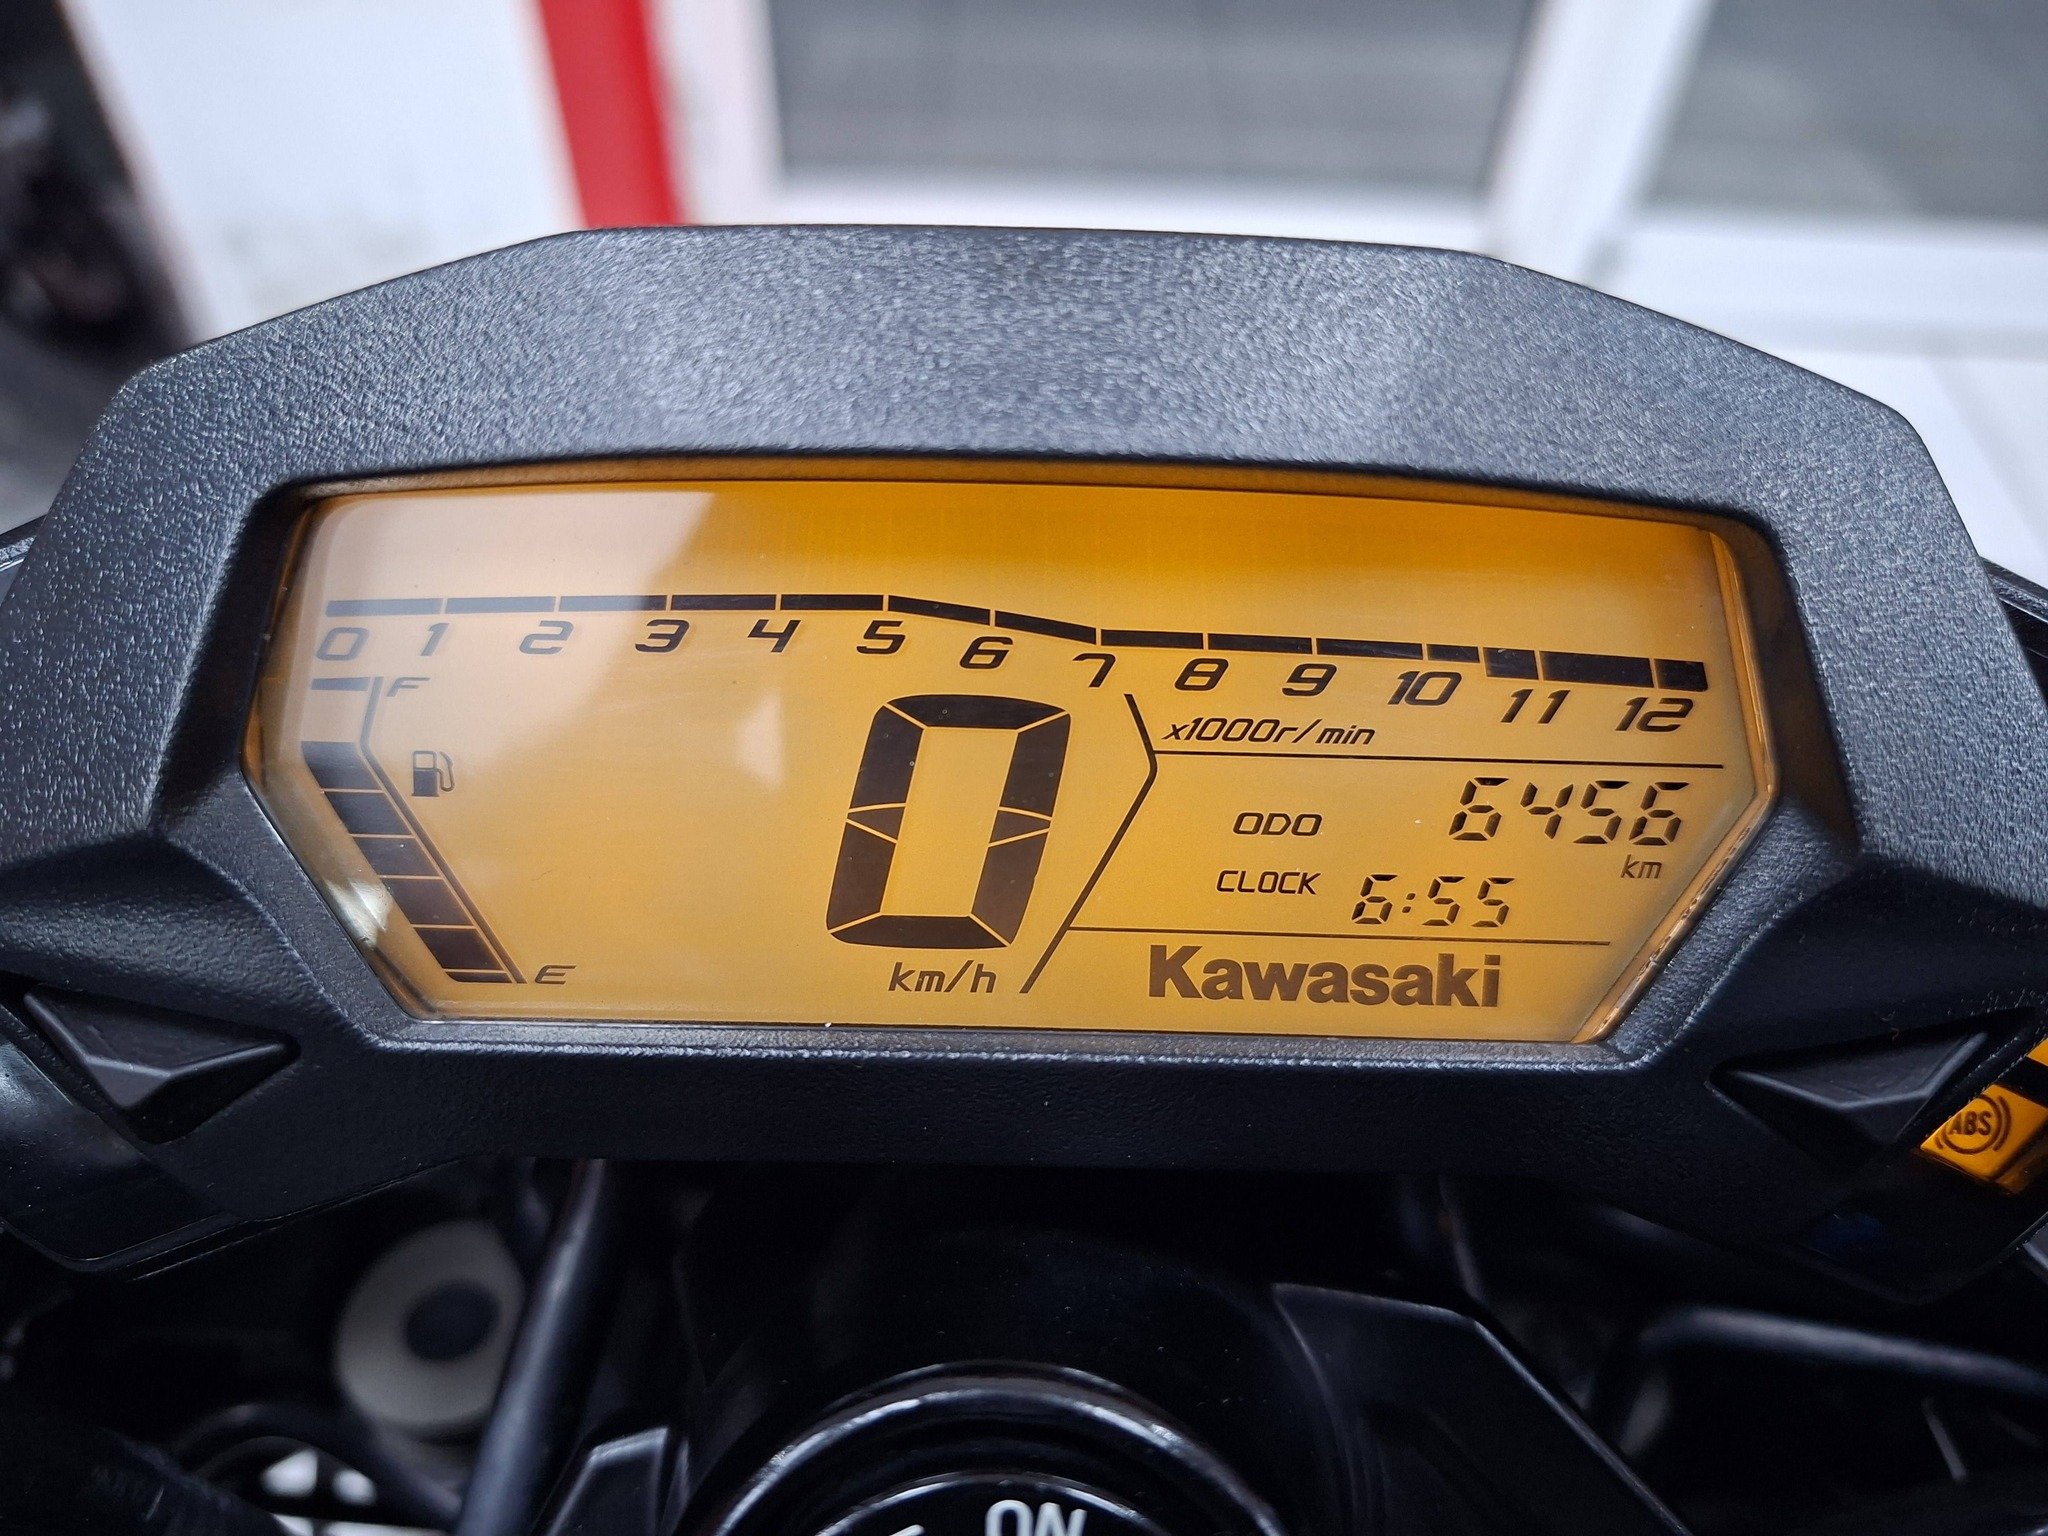 0 1 2 3 4 5 6 7 8 9 10 11 12
x1000r/min
F
ODO 6456
km
CLOCK 6:55
E
km/h
Kawasaki
ABS
ON